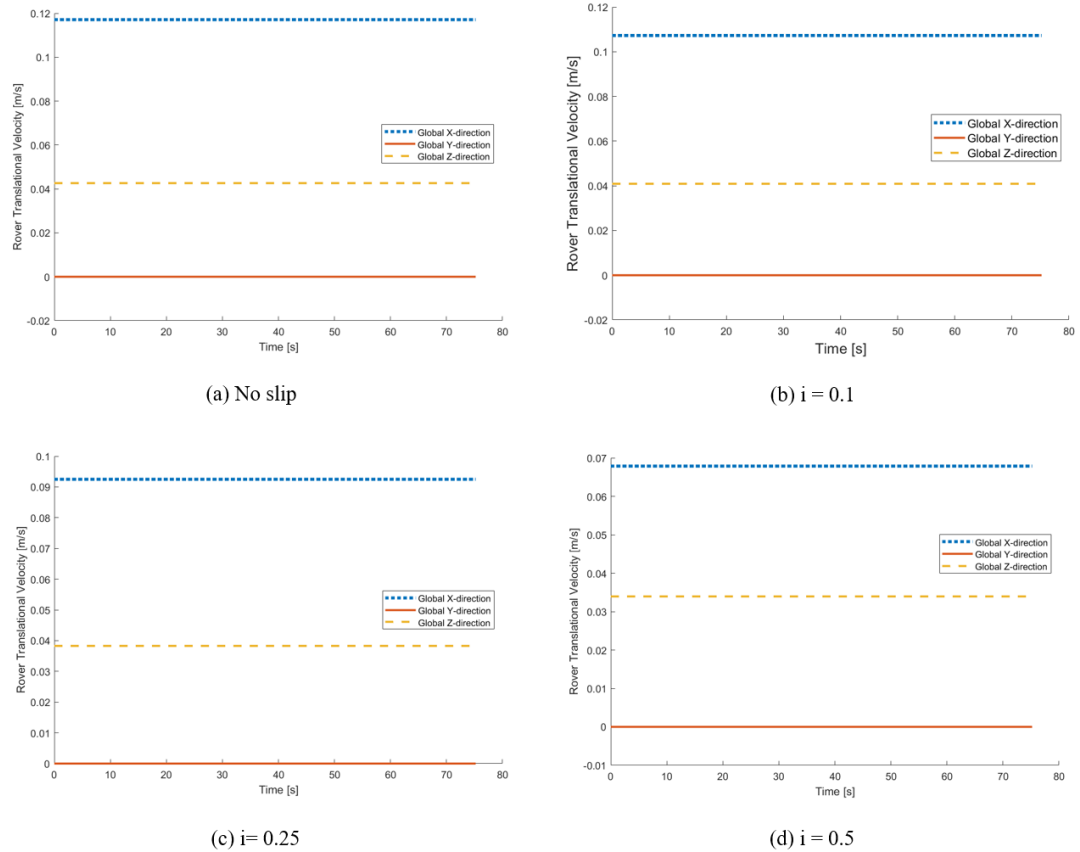 0.12
0.1
0.08
0.06
0.04
0.02
0
-0.02
Rover Translational Velocity [m/s]
Global X-direction
Global Y-direction
Global Z-direction
0 10 20 30 40 50 60 70 80
Time [s]
(a) No slip
0.12
0.1
0.08
0.06
0.04
0.02
0
-0.02
Rover Translational Velocity [m/s]
Global X-direction
Global Y-direction
Global Z-direction
0 10 20 30 40 50 60 70 80
Time [s]
(b) i = 0.1
0.1
0.09
0.08
0.07
0.06
0.05
0.04
0.03
0.02
0.01
0
Rover Translational Velocity [m/s]
Global X-direction
Global Y-direction
Global Z-direction
0 10 20 30 40 50 60 70 80
Time [s]
(c) i= 0.25
0.07
0.06
0.05
0.04
0.03
0.02
0.01
0
-0.01
Rover Translational Velocity [m/s]
Global X-direction
Global Y-direction
Global Z-direction
0 10 20 30 40 50 60 70 80
Time [s]
(d) i = 0.5